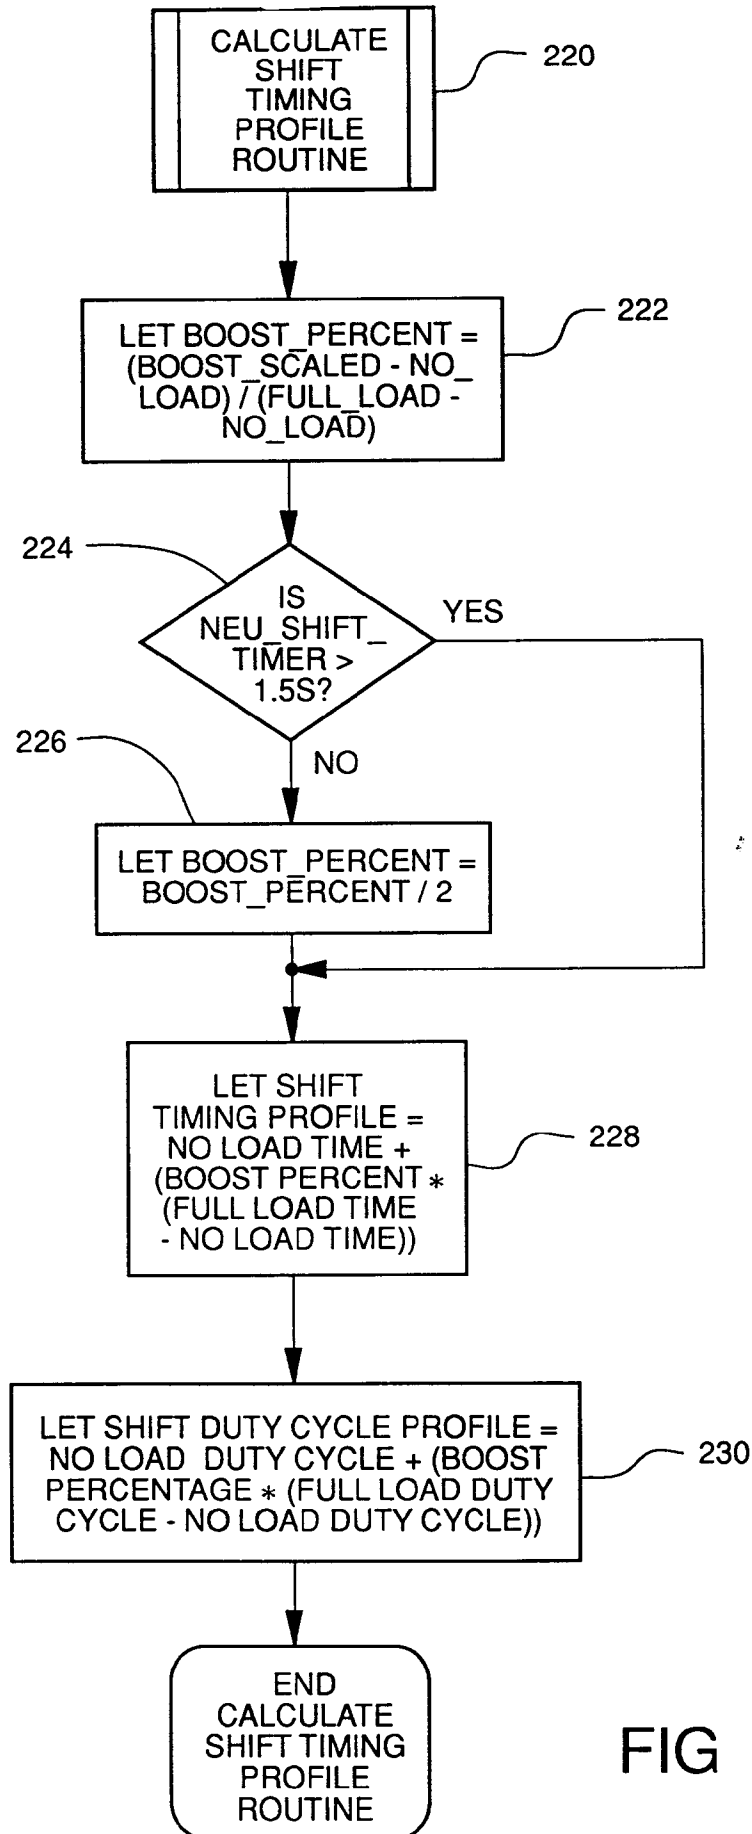 CALCULATE
SHIFT
TIMING
PROFILE
ROUTINE
220
LET BOOST_PERCENT =
(BOOST_SCALED - NO_
LOAD) / (FULL_LOAD -
NO_LOAD)
222
224
IS
NEU_SHIFT_
TIMER >
1.5S?
YES
226
NO
LET BOOST_PERCENT =
BOOST_PERCENT / 2
LET SHIFT
TIMING PROFILE =
NO LOAD TIME +
(BOOST PERCENT *
(FULL LOAD TIME
- NO LOAD TIME))
228
LET SHIFT DUTY CYCLE PROFILE =
NO LOAD DUTY CYCLE + (BOOST
PERCENTAGE * (FULL LOAD DUTY
CYCLE - NO LOAD DUTY CYCLE))
230
END
CALCULATE
SHIFT TIMING
PROFILE
ROUTINE
FIG